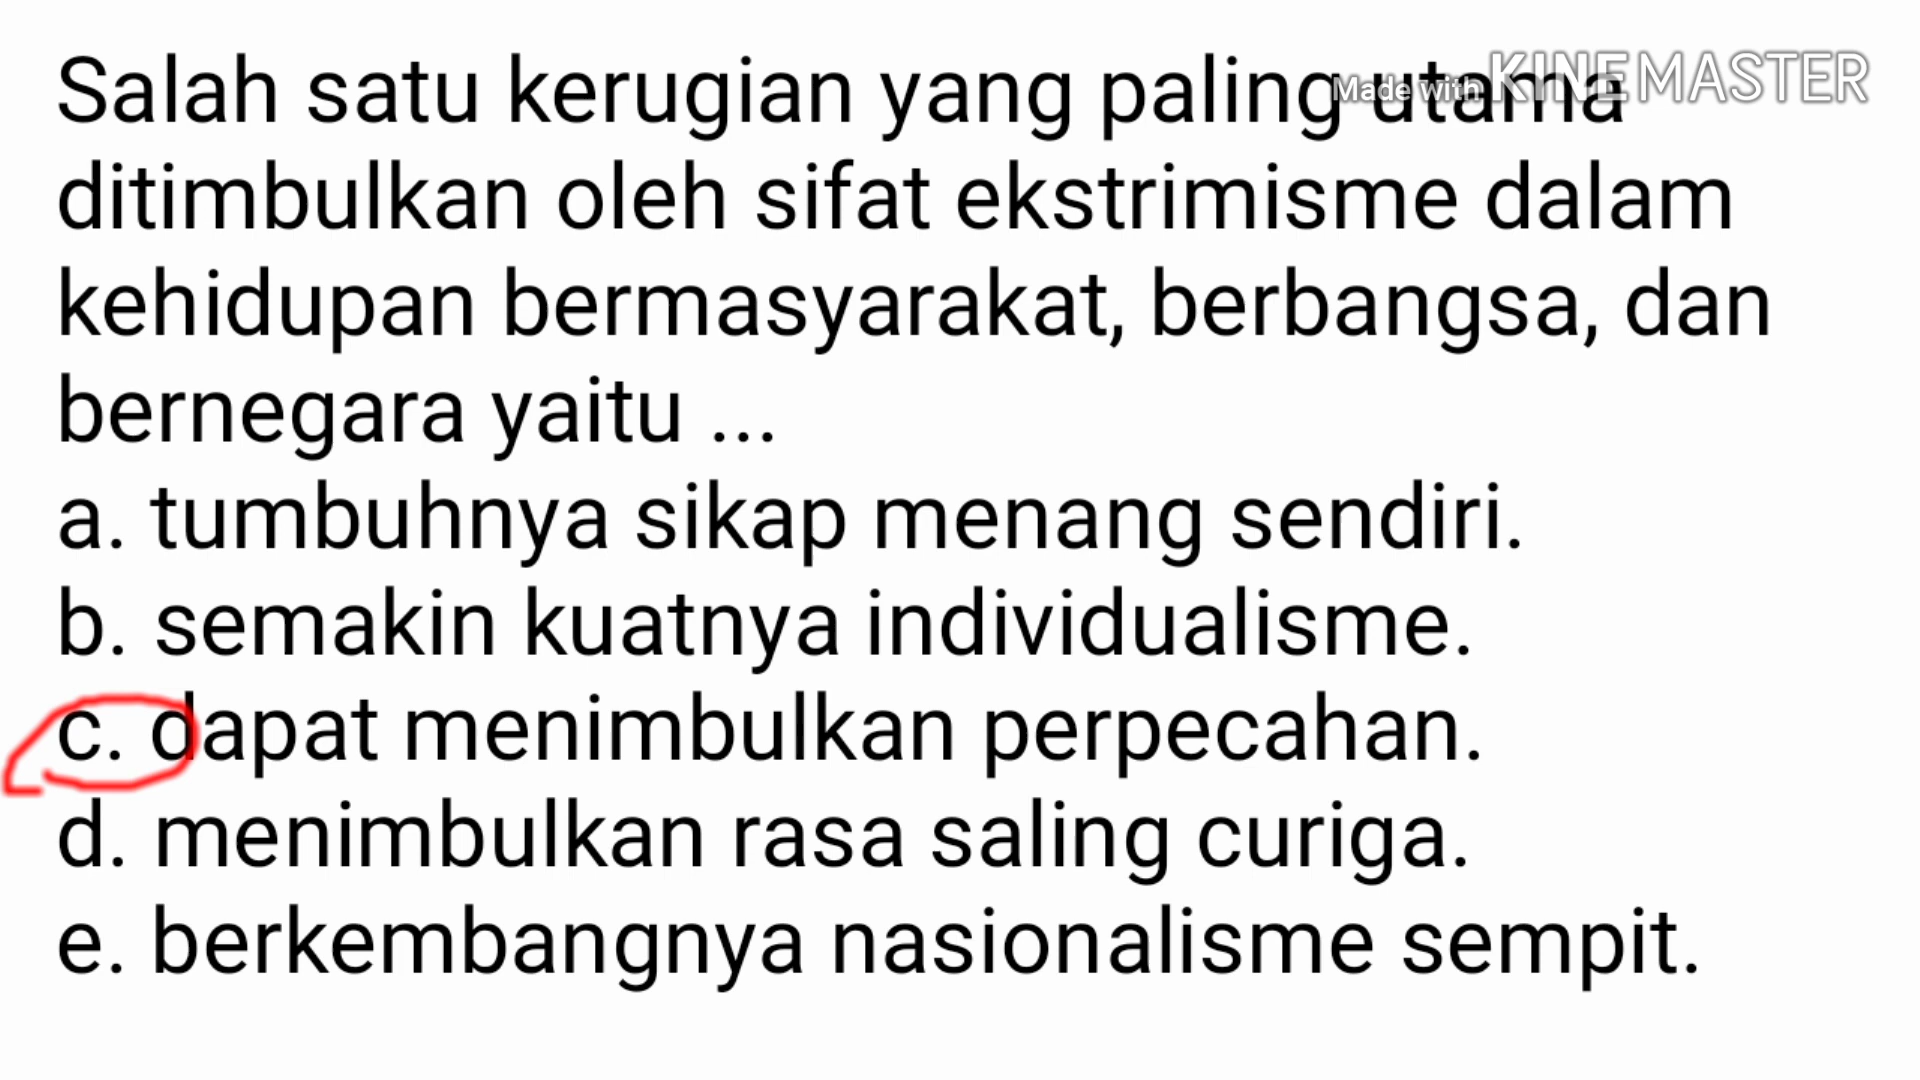 Salah satu kerugian yang paling utama
Made with KINEMASTER
ditimbulkan oleh sifat ekstrimisme dalam
kehidupan bermasyarakat, berbangsa, dan
bernegara yaitu ...
a. tumbuhnya sikap menang sendiri.
b. semakin kuatnya individualisme.
c. dapat menimbulkan perpecahan.
d. menimbulkan rasa saling curiga.
e. berkembangnya nasionalisme sempit.